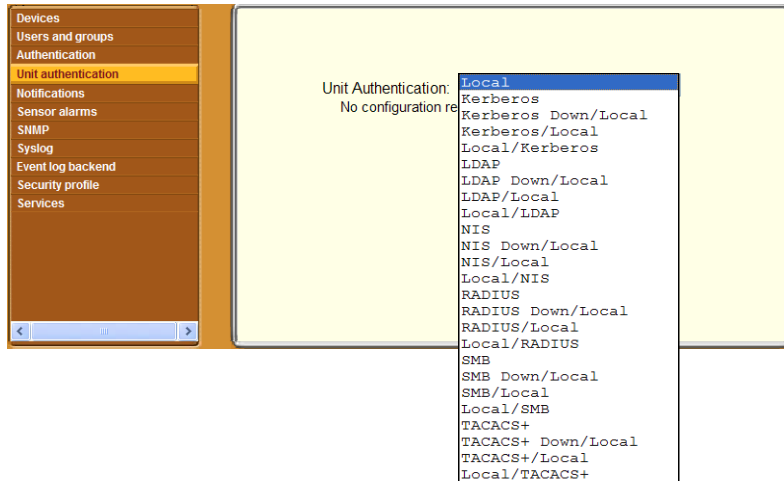 Devices
Users and groups
Authentication
Unit authentication
Notifications
Sensor alarms
SNMP
Syslog
Event log backend
Security profile
Services
Unit Authentication:
No configuration re
Local
Kerberos
Kerberos Down/Local
Kerberos/Local
Local/Kerberos
LDAP
LDAP Down/Local
LDAP/Local
Local/LDAP
NIS
NIS Down/Local
NIS/Local
Local/NIS
RADIUS
RADIUS Down/Local
RADIUS/Local
Local/RADIUS
SMB
SMB Down/Local
SMB/Local
Local/SMB
TACACS+
TACACS+ Down/Local
TACACS+/Local
Local/TACACS+